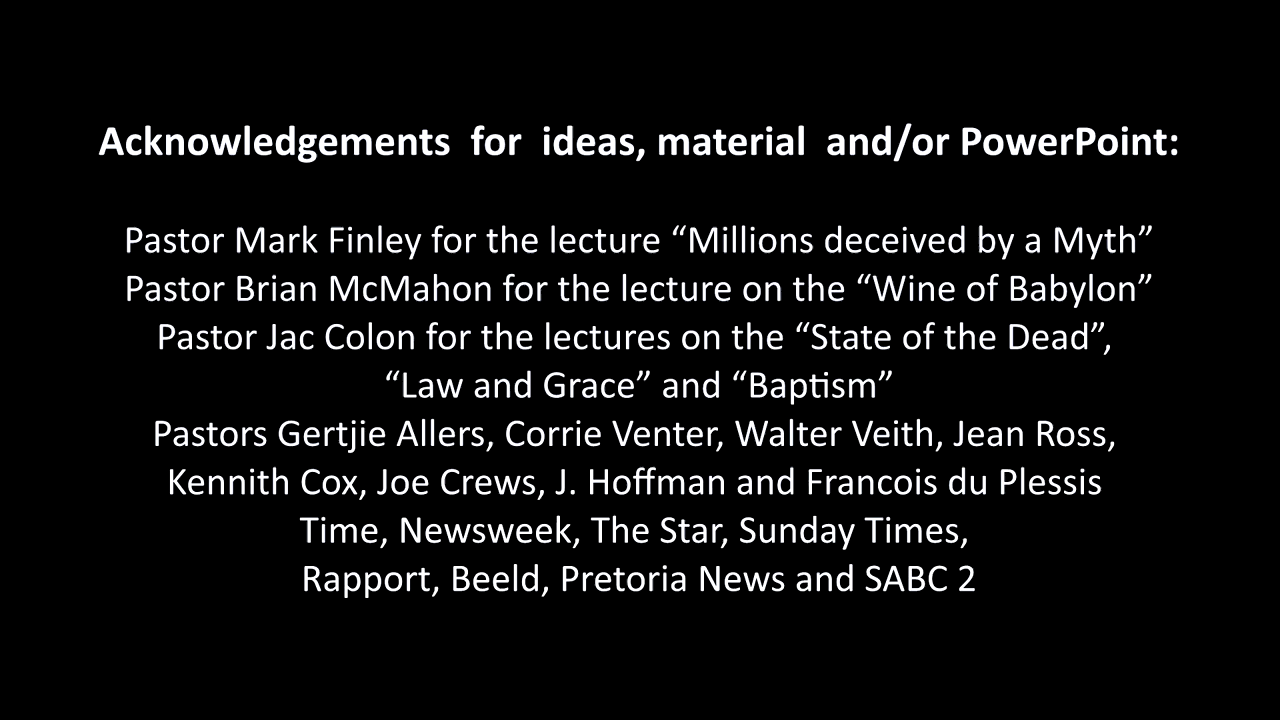 Acknowledgements for ideas, material and/or PowerPoint:
Pastor Mark Finley for the lecture “Millions deceived by a Myth”
Pastor Brian McMahon for the lecture on the “Wine of Babylon”
Pastor Jac Colon for the lectures on the “State of the Dead”,
“Law and Grace” and “Baptism”
Pastors Gertjie Allers, Corrie Venter, Walter Veith, Jean Ross,
Kennith Cox, Joe Crews, J. Hoffman and Francois du Plessis
Time, Newsweek, The Star, Sunday Times,
Rapport, Beeld, Pretoria News and SABC 2